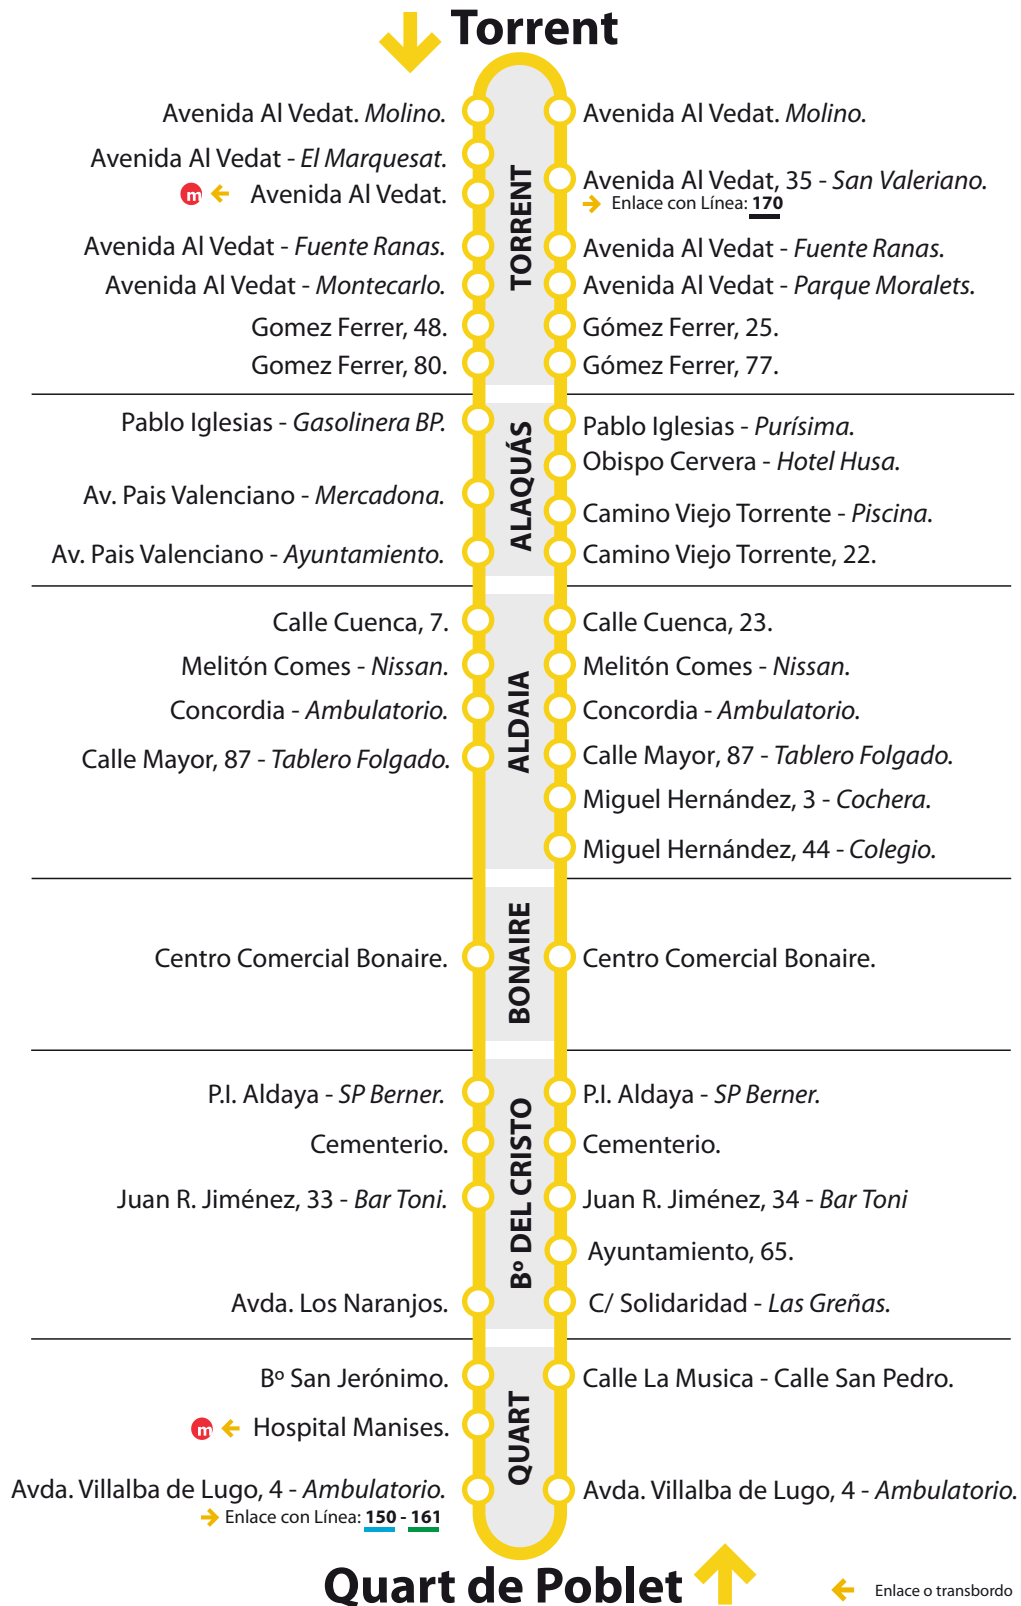 Torrent
Avenida Al Vedat. Molino.
Avenida Al Vedat - El Marquesat.
m Avenida Al Vedat.
Avenida Al Vedat - Fuente Ranas.
Avenida Al Vedat - Montecarlo.
Gomez Ferrer, 48.
Gomez Ferrer, 80.
TORRENT
Avenida Al Vedat. Molino.
Avenida Al Vedat, 35 - San Valeriano.
Enlace con Línea: 170
Avenida Al Vedat - Fuente Ranas.
Avenida Al Vedat - Parque Moralets.
Gómez Ferrer, 25.
Gómez Ferrer, 77.
Pablo Iglesias - Gasolinera BP.
Av. Pais Valenciano - Mercadona.
Av. Pais Valenciano - Ayuntamiento.
ALAQUÁS
Pablo Iglesias - Purísima.
Obispo Cervera - Hotel Husa.
Camino Viejo Torrente - Piscina.
Camino Viejo Torrente, 22.
Calle Cuenca, 7.
Melitón Comes - Nissan.
Concordia - Ambulatorio.
Calle Mayor, 87 - Tablero Folgado.
ALDAIA
Calle Cuenca, 23.
Melitón Comes - Nissan.
Concordia - Ambulatorio.
Calle Mayor, 87 - Tablero Folgado.
Miguel Hernández, 3 - Cochera.
Miguel Hernández, 44 - Colegio.
Centro Comercial Bonaire.
BONAIRE
Centro Comercial Bonaire.
P.I. Aldaya - SP Berner.
Cementerio.
Juan R. Jiménez, 33 - Bar Toni.
Avda. Los Naranjos.
Bº DEL CRISTO
P.I. Aldaya - SP Berner.
Cementerio.
Juan R. Jiménez, 34 - Bar Toni
Ayuntamiento, 65.
C/ Solidaridad - Las Greñas.
Bº San Jerónimo.
m Hospital Manises.
Avda. Villalba de Lugo, 4 - Ambulatorio.
Enlace con Línea: 150 - 161
QUART
Calle La Musica - Calle San Pedro.
Avda. Villalba de Lugo, 4 - Ambulatorio.
Quart de Poblet
Enlace o transbordo